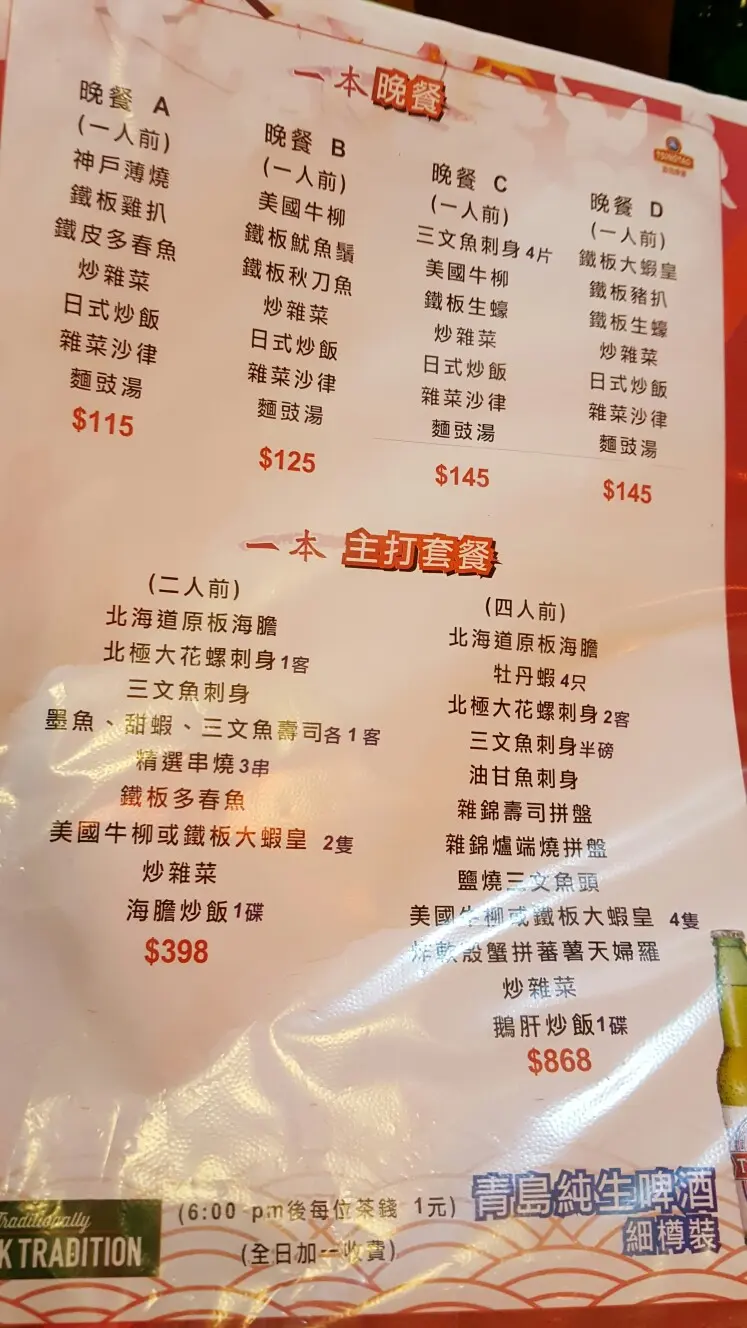 一本晚餐
晚餐 A
(一人前)
神戶薄燒
鐵板雞扒
鐵皮多春魚
炒雜菜
日式炒飯
雜菜沙律
麵豉湯
$115
晚餐 B
(一人前)
美國牛柳
鐵板魷魚鬚
鐵板秋刀魚
炒雜菜
日式炒飯
雜菜沙律
麵豉湯
$125
晚餐 C
(一人前)
三文魚刺身 4片
美國牛柳
鐵板生蠔
炒雜菜
日式炒飯
雜菜沙律
麵豉湯
$145
TSINGTAO
晚餐 D
(一人前)
鐵板大蝦皇
鐵板豬扒
鐵板生蠔
炒雜菜
日式炒飯
雜菜沙律
麵豉湯
$145
一本 主打套餐
(二人前)
北海道原板海膽
北極大花螺刺身1客
三文魚刺身
墨魚、甜蝦、三文魚壽司各1客
精選串燒3串
鐵板多春魚
美國牛柳或鐵板大蝦皇 2隻
炒雜菜
海膽炒飯1碟
$398
(四人前)
北海道原板海膽
牡丹蝦4只
北極大花螺刺身2客
三文魚刺身半磅
油甘魚刺身
雜錦壽司拼盤
雜錦爐端燒拼盤
鹽燒三文魚頭
美國牛柳或鐵板大蝦皇 4隻
炸軟殼蟹拼蕃薯天婦羅
炒雜菜
鵝肝炒飯1碟
$868
Traditionally
K TRADITION
(6:00 pm後每位茶錢 1元)
(全日加一收費)
青島純生啤酒
細樽裝